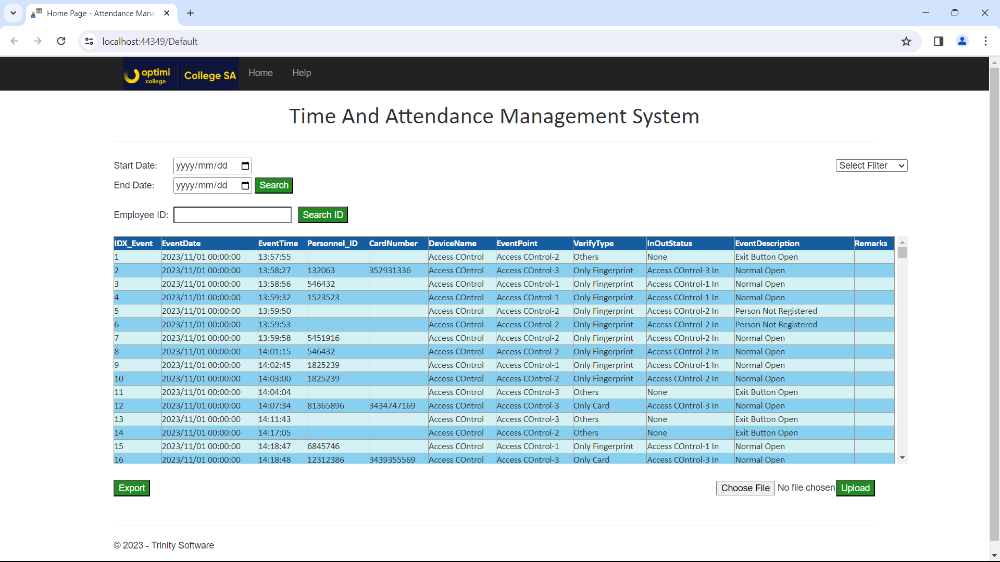 Home Page - Attendance Mana
localhost:44349/Default
optimi college College SA Home Help
Time And Attendance Management System
Start Date: yyyy/mm/dd Select Filter
End Date: yyyy/mm/dd Search
Employee ID: Search ID
IDX_Event EventDate EventTime Personnel_ID CardNumber DeviceName EventPoint VerifyType InOutStatus EventDescription Remarks
1 2023/11/01 00:00:00 13:57:55 Access COntrol Access COntrol-2 Others None Exit Button Open
2 2023/11/01 00:00:00 13:58:27 132063 352931336 Access COntrol Access COntrol-3 Only Fingerprint Access COntrol-3 In Normal Open
3 2023/11/01 00:00:00 13:58:56 546432 Access COntrol Access COntrol-1 Only Fingerprint Access COntrol-1 In Normal Open
4 2023/11/01 00:00:00 13:59:32 1523523 Access COntrol Access COntrol-1 Only Fingerprint Access COntrol-1 In Normal Open
5 2023/11/01 00:00:00 13:59:50 Access COntrol Access COntrol-2 Only Fingerprint Access COntrol-2 In Person Not Registered
6 2023/11/01 00:00:00 13:59:53 Access COntrol Access COntrol-2 Only Fingerprint Access COntrol-2 In Person Not Registered
7 2023/11/01 00:00:00 13:59:58 5451916 Access COntrol Access COntrol-2 Only Fingerprint Access COntrol-2 In Normal Open
8 2023/11/01 00:00:00 14:01:15 546432 Access COntrol Access COntrol-2 Only Fingerprint Access COntrol-2 In Normal Open
9 2023/11/01 00:00:00 14:02:45 1825239 Access COntrol Access COntrol-1 Only Fingerprint Access COntrol-1 In Normal Open
10 2023/11/01 00:00:00 14:03:00 1825239 Access COntrol Access COntrol-2 Only Fingerprint Access COntrol-2 In Normal Open
11 2023/11/01 00:00:00 14:04:04 Access COntrol Access COntrol-3 Others None Exit Button Open
12 2023/11/01 00:00:00 14:07:34 81365896 3434747169 Access COntrol Access COntrol-3 Only Card Access COntrol-3 In Normal Open
13 2023/11/01 00:00:00 14:11:43 Access COntrol Access COntrol-3 Others None Exit Button Open
14 2023/11/01 00:00:00 14:17:05 Access COntrol Access COntrol-2 Others None Exit Button Open
15 2023/11/01 00:00:00 14:18:47 6845746 Access COntrol Access COntrol-1 Only Fingerprint Access COntrol-1 In Normal Open
16 2023/11/01 00:00:00 14:18:48 12312386 3439355569 Access COntrol Access COntrol-3 Only Card Access COntrol-3 In Normal Open
Export Choose File No file chosen Upload
© 2023 - Trinity Software